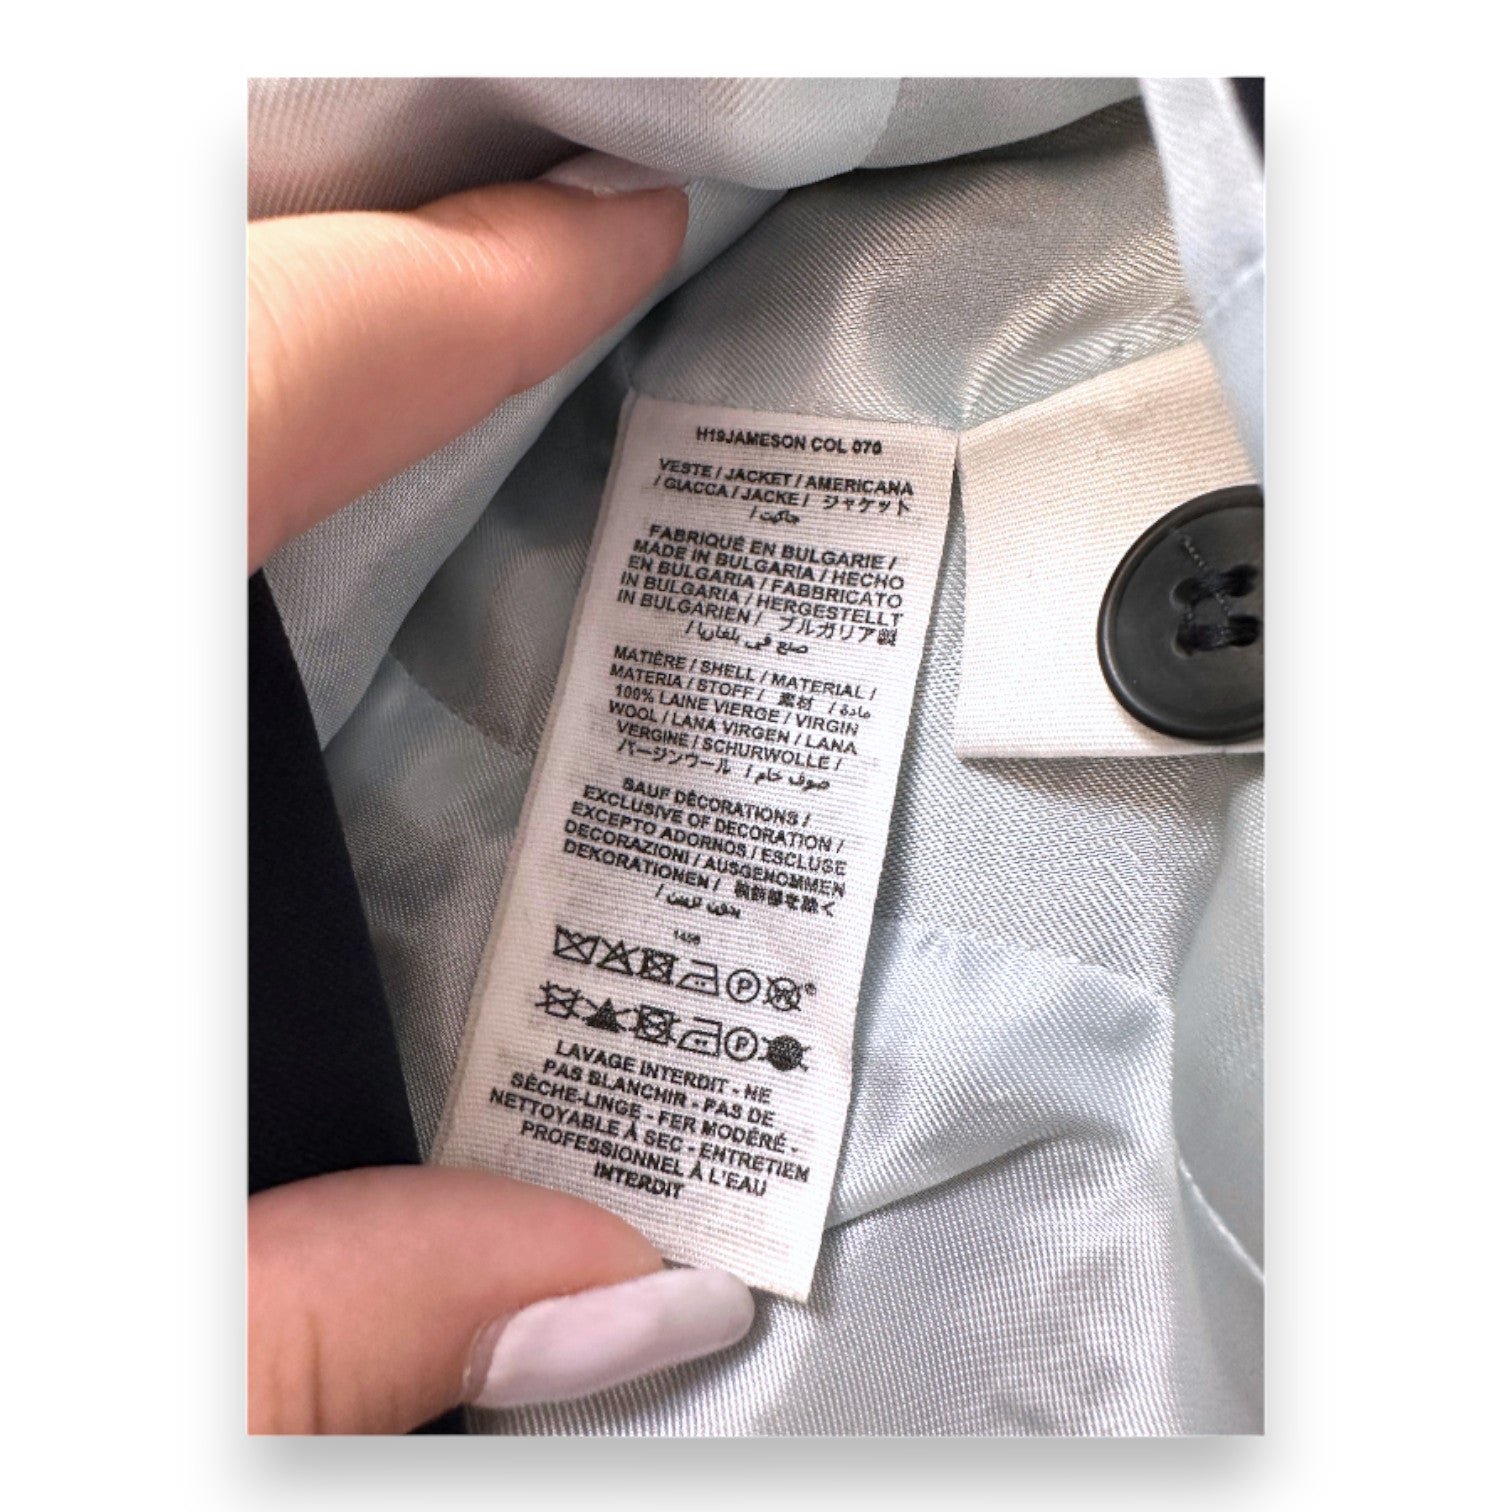 H19JAMESON COL 070
VESTE / JACKET / AMERICANA
/ GIACCA / JACKE / ジャケット
/ جاكيت
FABRIQUÉ EN BULGARIE /
MADE IN BULGARIA / HECHO
EN BULGARIA / FABBRICATO
IN BULGARIA / HERGESTELLT
IN BULGARIEN / ブルガリア製
/ صنع في بلغاريا
MATIÈRE / SHELL / MATERIAL /
MATERIA / STOFF / 素材 / مادة
100% LAINE VIERGE / VIRGIN
WOOL / LANA VIRGEN / LANA
VERGINE / SCHURWOLLE /
バージンウール / صوف خام
SAUF DÉCORATIONS /
EXCLUSIVE OF DECORATION /
EXCEPTO ADORNOS / ESCLUSE
DECORAZIONI / AUSGENOMMEN
DEKORATIONEN / 装飾部を除く
/ بدون تزيين
P W
P
LAVAGE INTERDIT - NE
PAS BLANCHIR - PAS DE
SÈCHE-LINGE - FER MODÉRÉ -
NETTOYABLE À SEC - ENTRETIEN
PROFESSIONNEL À L'EAU
INTERDIT